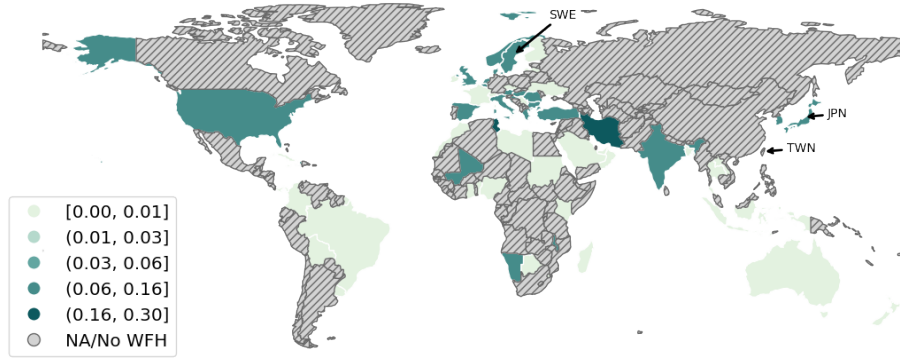 SWE
JPN
TWN
[0.00, 0.01]
(0.01, 0.03]
(0.03, 0.06]
(0.06, 0.16]
(0.16, 0.30]
NA/No WFH